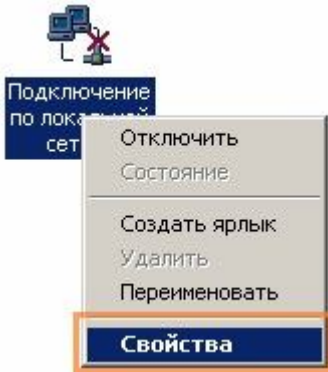 Подключение
по
Отключить
Состояние
Создать ярлык
Удалить
Переименовать
Свойства